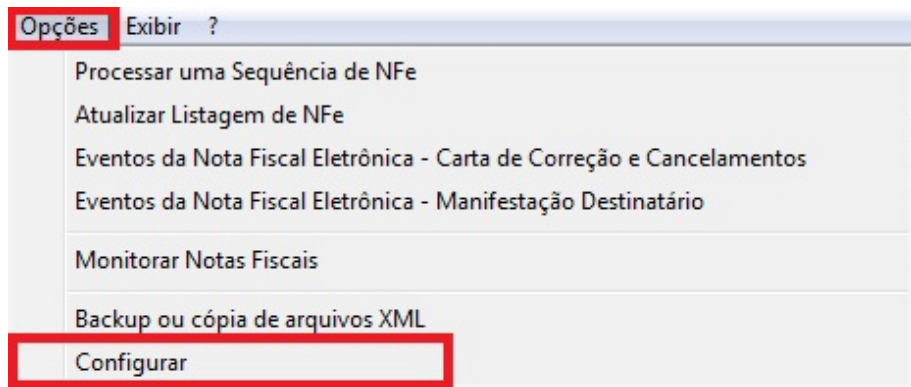 Opções Exibir ?
Processar uma Sequência de NFe
Atualizar Listagem de NFe
Eventos da Nota Fiscal Eletrônica - Carta de Correção e Cancelamentos
Eventos da Nota Fiscal Eletrônica - Manifestação Destinatário
Monitorar Notas Fiscais
Backup ou cópia de arquivos XML
Configurar